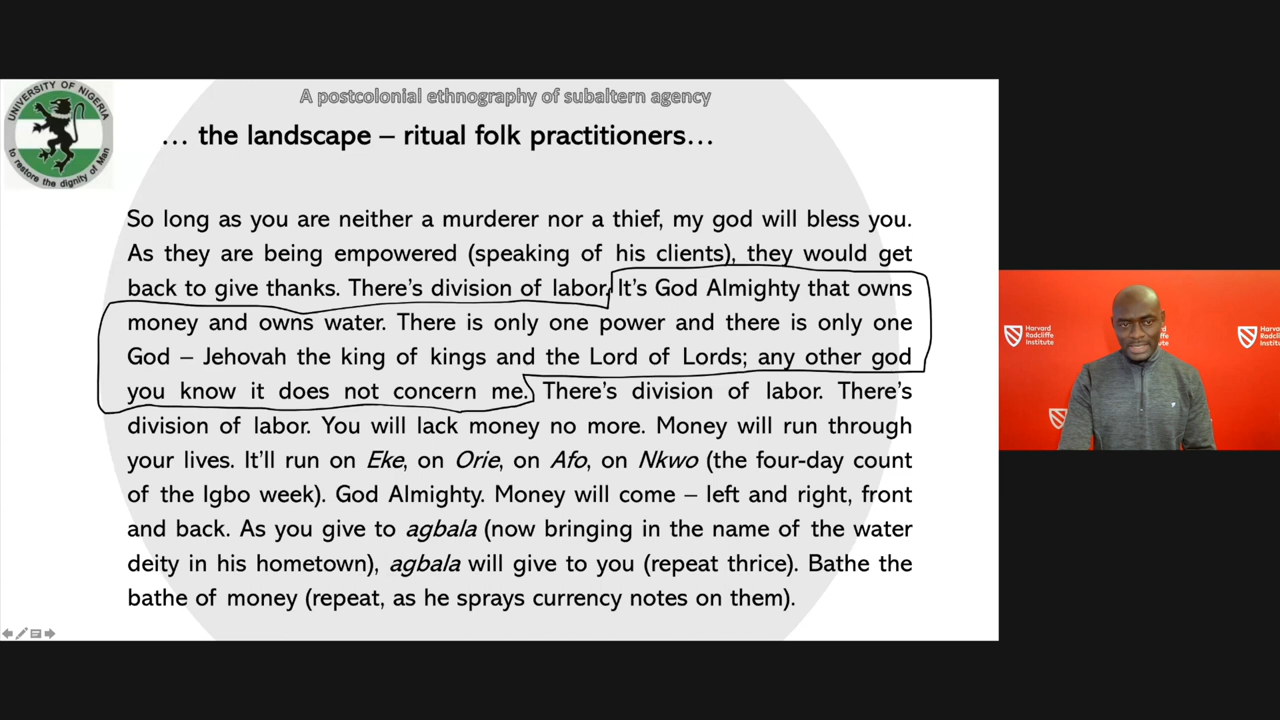 UNIVERSITY OF NIGERIA
to restore the dignity of Man
A postcolonial ethnography of subaltern agency
… the landscape – ritual folk practitioners…
So long as you are neither a murderer nor a thief, my god will bless you.
As they are being empowered (speaking of his clients), they would get
back to give thanks. There's division of labor. It's God Almighty that owns
money and owns water. There is only one power and there is only one
God – Jehovah the king of kings and the Lord of Lords; any other god
you know it does not concern me. There's division of labor. There's
division of labor. You will lack money no more. Money will run through
your lives. It'll run on Eke, on Orie, on Afo, on Nkwo (the four-day count
of the Igbo week). God Almighty. Money will come – left and right, front
and back. As you give to agbala (now bringing in the name of the water
deity in his hometown), agbala will give to you (repeat thrice). Bathe the
bathe of money (repeat, as he sprays currency notes on them).
Harvard
Radcliffe
Institute
Harvard
Radcliffe
Institute